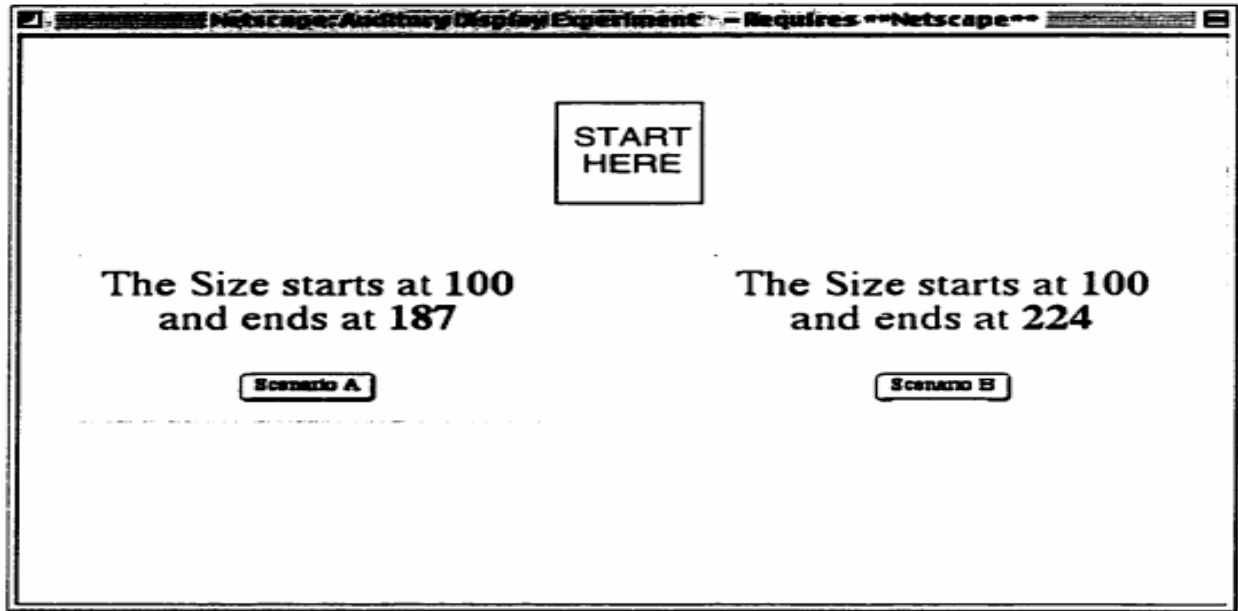 Netscape: Auditory Display Experiment - Requires **Netscape**
START
HERE
The Size starts at 100
and ends at 187
The Size starts at 100
and ends at 224
Scenario A
Scenario B